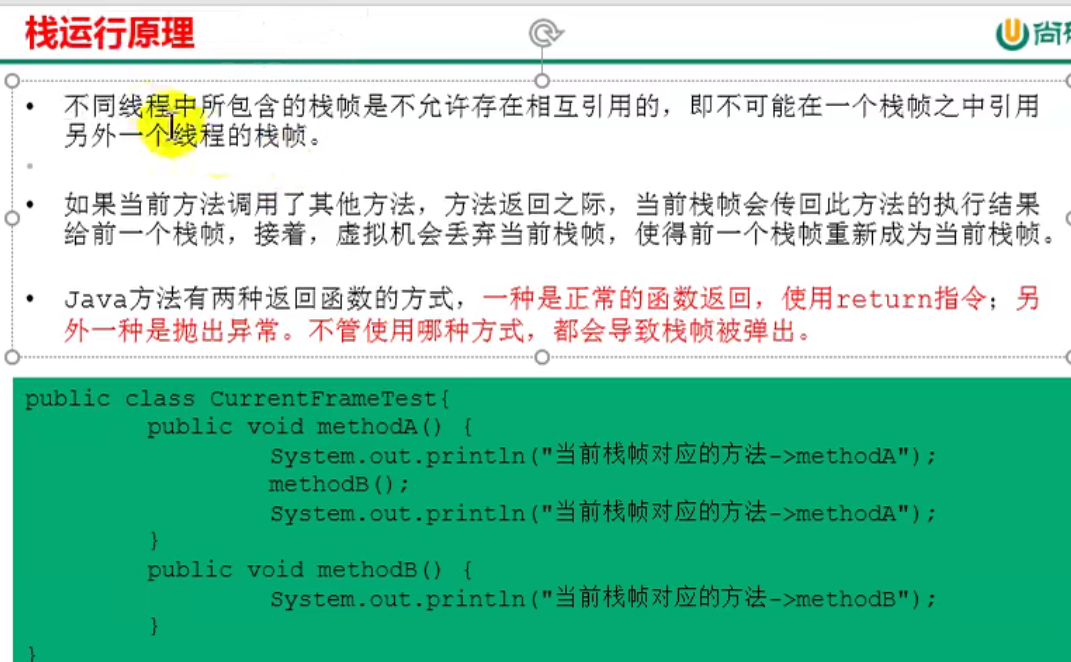 栈运行原理
尚
• 不同线程中所包含的栈帧是不允许存在相互引用的，即不可能在一个栈帧之中引用
另外一个线程的栈帧。
• 如果当前方法调用了其他方法，方法返回之际，当前栈帧会传回此方法的执行结果
给前一个栈帧，接着，虚拟机会丢弃当前栈帧，使得前一个栈帧重新成为当前栈帧。
• Java方法有两种返回函数的方式，一种是正常的函数返回，使用return指令；另
外一种是抛出异常。不管使用哪种方式，都会导致栈帧被弹出。
public class CurrentFrameTest{
public void methodA() {
System.out.println("当前栈帧对应的方法->methodA");
methodB();
System.out.println("当前栈帧对应的方法->methodA");
}
public void methodB() {
System.out.println("当前栈帧对应的方法->methodB");
}
}